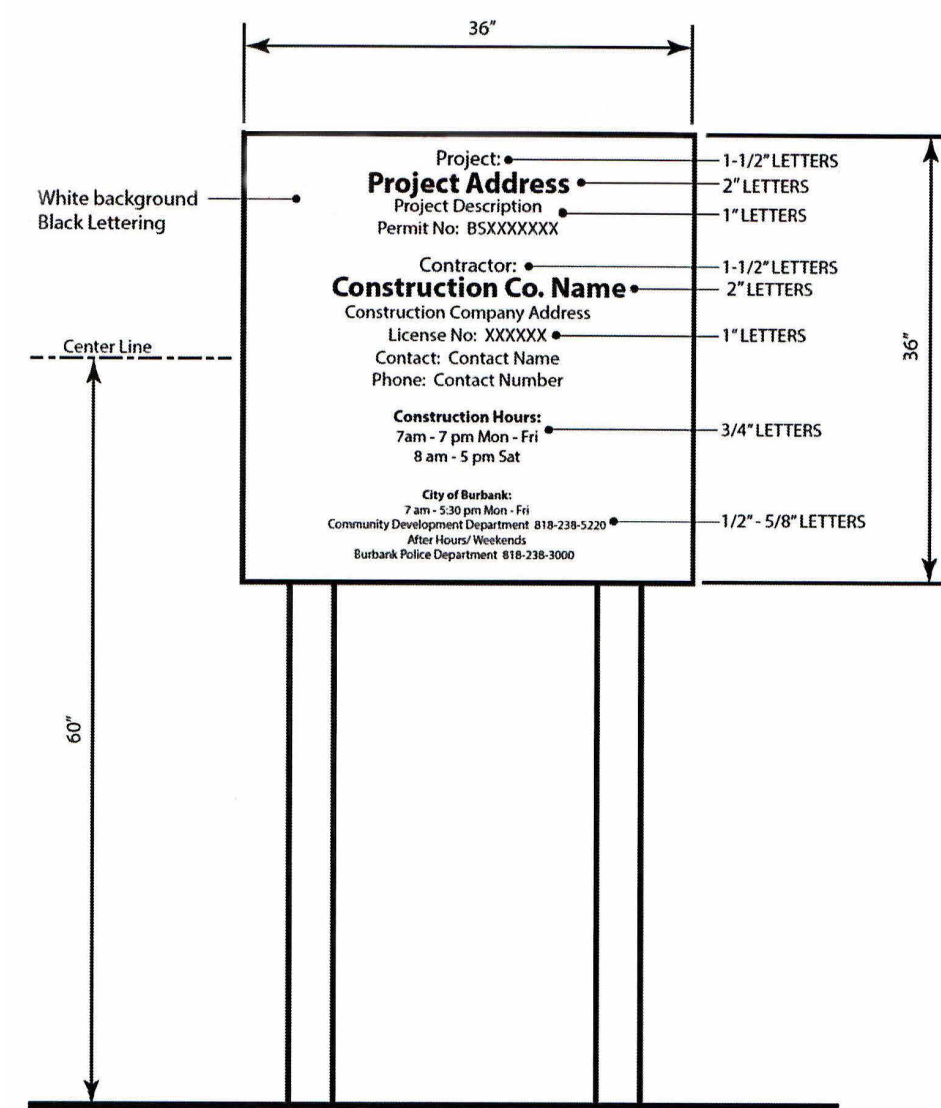 36"
Project:
1-1/2" LETTERS
Project Address
2" LETTERS
White background
Black Lettering
Project Description
1" LETTERS
Permit No: BSXXXXXXX
Contractor:
1-1/2" LETTERS
Construction Co. Name
2" LETTERS
Construction Company Address
License No: XXXXXX
1" LETTERS
Center Line
36"
Contact: Contact Name
Phone: Contact Number
Construction Hours:
7am - 7 pm Mon - Fri
3/4" LETTERS
8 am - 5 pm Sat
City of Burbank:
7 am - 5:30 pm Mon - Fri
Community Development Department 818-238-5220
1/2" - 5/8" LETTERS
After Hours/ Weekends
Burbank Police Department 818-238-3000
60"